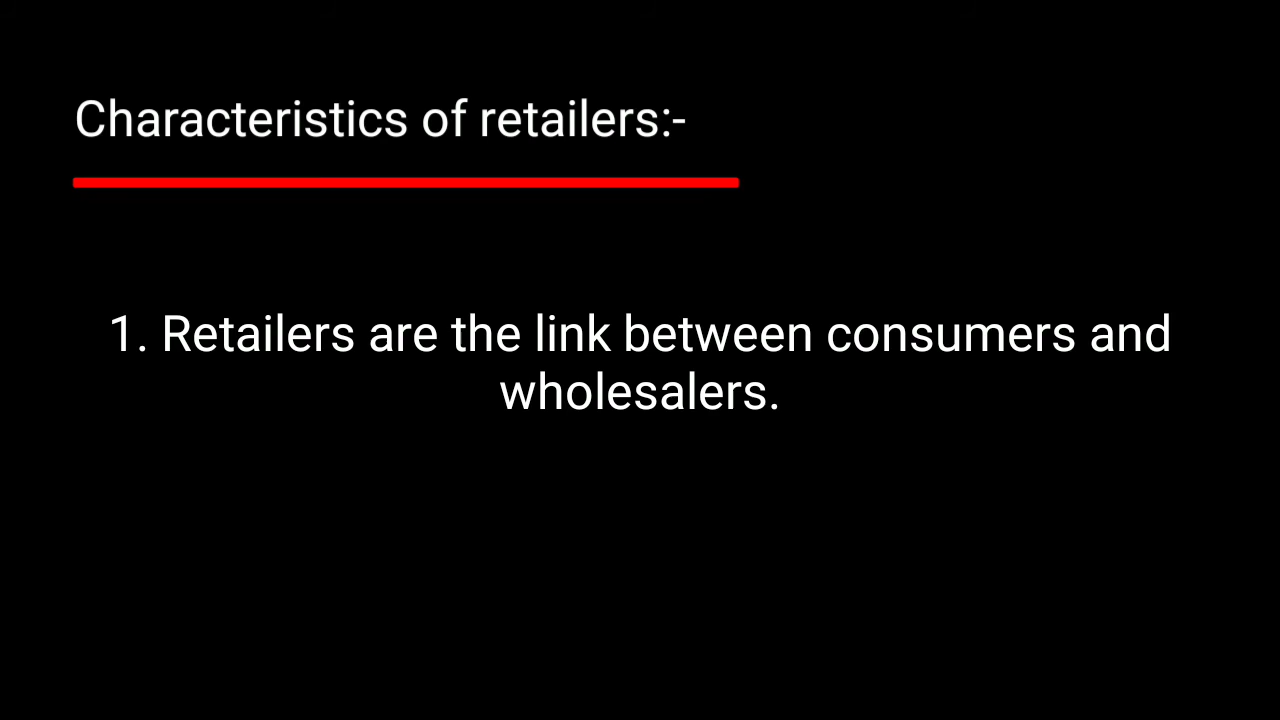 Characteristics of retailers:-
1. Retailers are the link between consumers and
wholesalers.